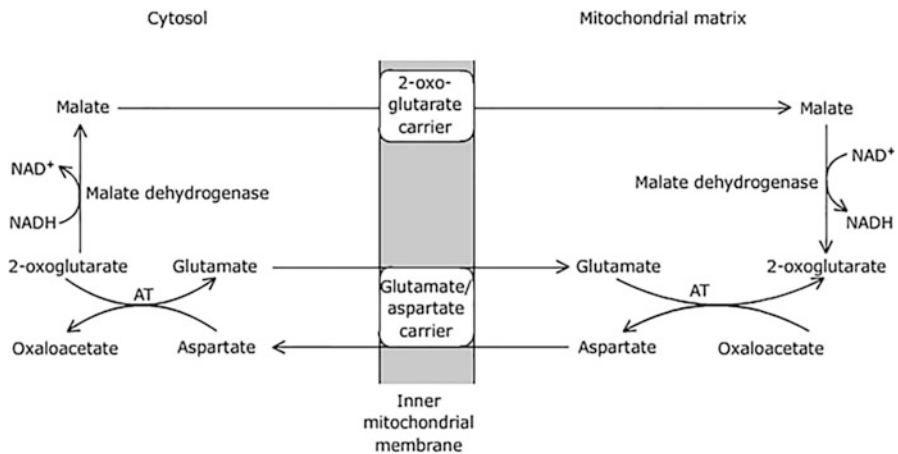 Cytosol
Mitochondrial matrix
2-oxo-
glutarate
carrier
Malate
Malate
NAD+
Malate dehydrogenase
NADH
NAD+
Malate dehydrogenase
NADH
2-oxoglutarate
Glutamate
Glutamate
2-oxoglutarate
AT
Glutamate/
aspartate
carrier
AT
Oxaloacetate
Aspartate
Aspartate
Oxaloacetate
Inner
mitochondrial
membrane